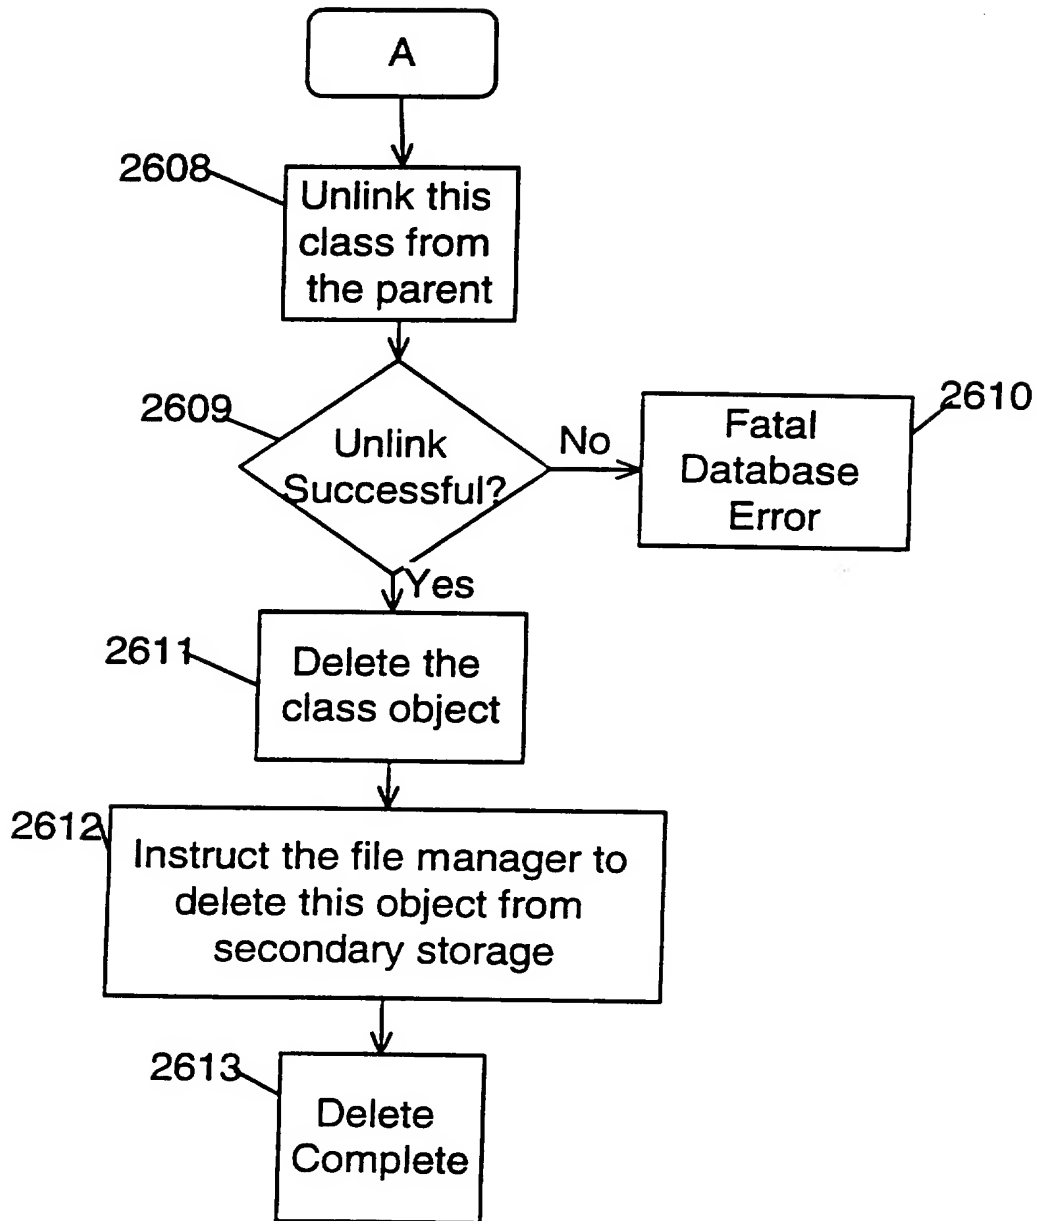 A
2608
Unlink this
class from
the parent
2609
Unlink
Successful?
No
2610
Fatal
Database
Error
Yes
2611
Delete the
class object
2612
Instruct the file manager to
delete this object from
secondary storage
2613
Delete
Complete